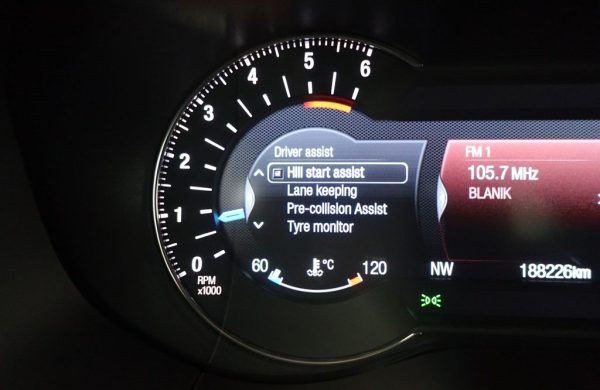 6
5
4
3
2
1
0
RPM
x1000
Driver assist
Hill start assist
Lane keeping
Pre-collision Assist
Tyre monitor
60 °C 120
FM 1
105.7 MHz
BLANIK
NW 188226km